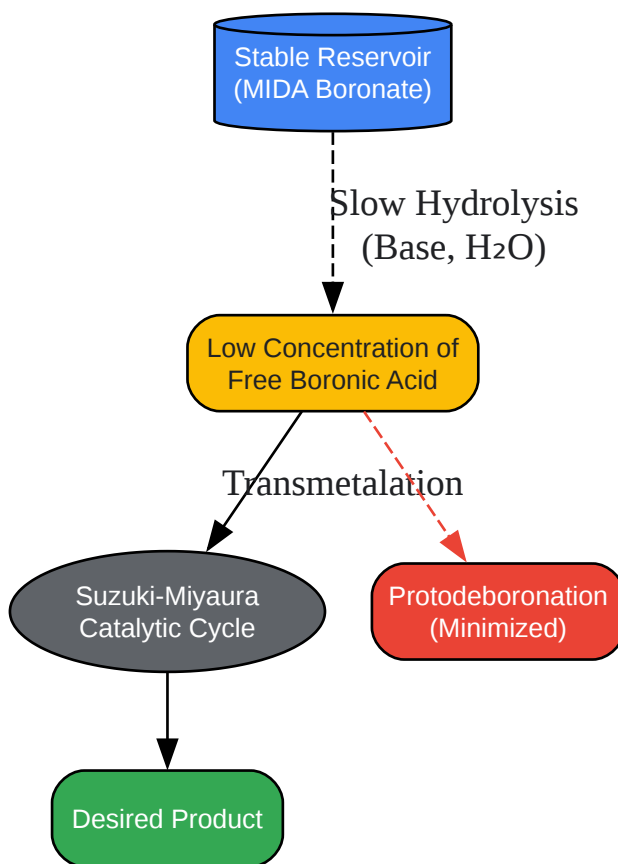 Stable Reservoir
(MIDA Boronate)
Slow Hydrolysis
(Base, H₂O)
Low Concentration of
Free Boronic Acid
Transmetalation
Suzuki-Miyaura
Catalytic Cycle
Protodeboronation
(Minimized)
Desired Product